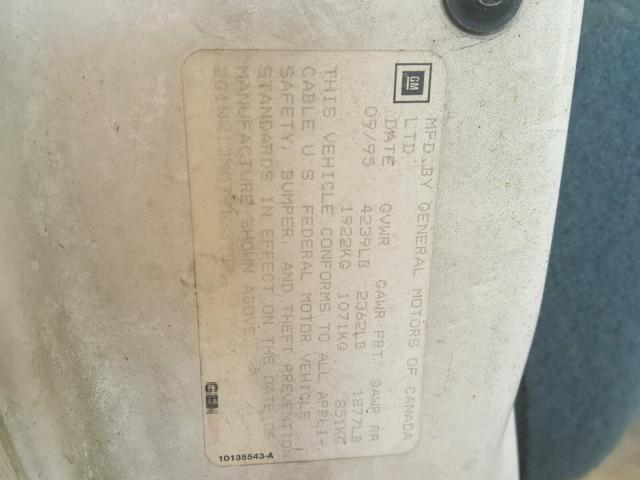 GM MFD BY GENERAL MOTORS OF CANADA
LTD
DATE GVWR GAWR FRT GAWR RR
09/95 4239LB 2362LB 1877LB
1922KG 1071KG 851KG
THIS VEHICLE CONFORMS TO ALL APPLI-
CABLE U.S. FEDERAL MOTOR VEHICLE
SAFETY, BUMPER, AND THEFT PREVENTION
STANDARDS IN EFFECT ON THE DATE OF
MANUFACTURE SHOWN ABOVE
10135543-A